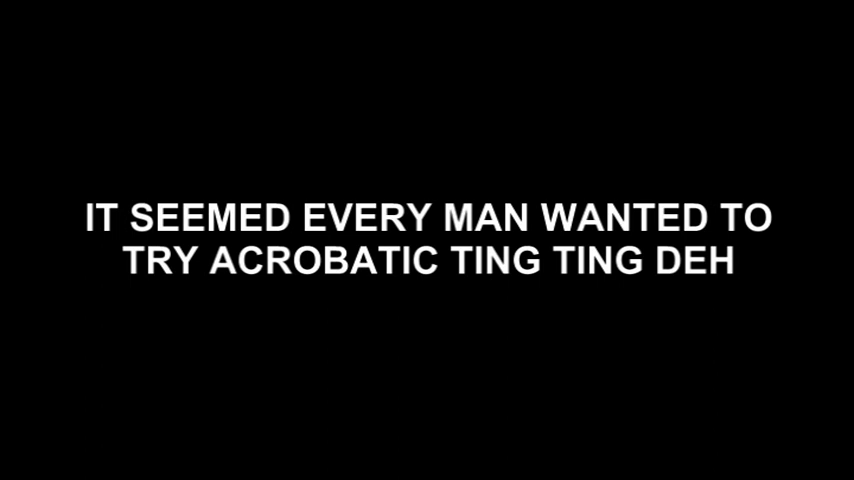 IT SEEMED EVERY MAN WANTED TO
TRY ACROBATIC TING TING DEH